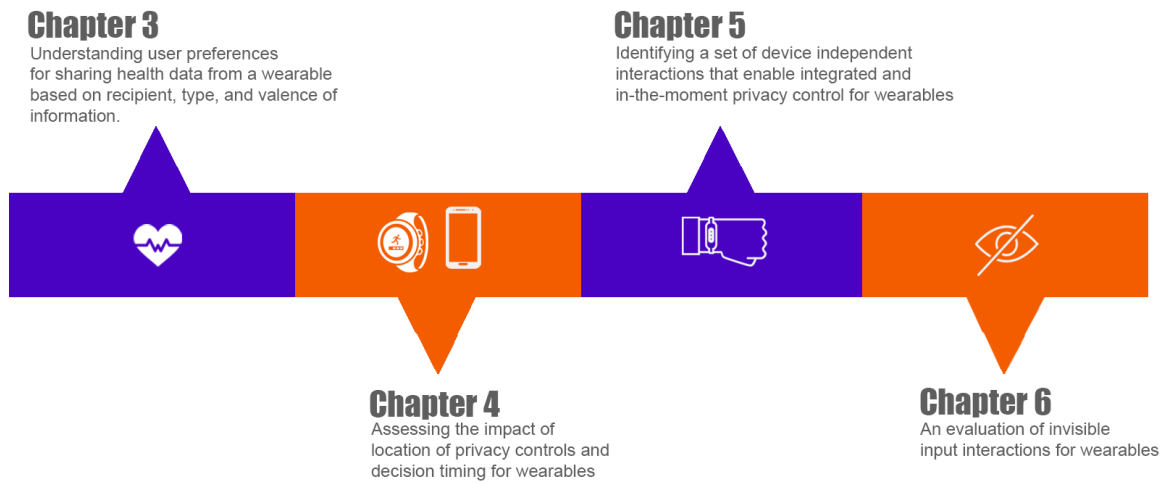 Chapter 3
Understanding user preferences
for sharing health data from a wearable
based on recipient, type, and valence of
information.
Chapter 4
Assessing the impact of
location of privacy controls and
decision timing for wearables
Chapter 5
Identifying a set of device independent
interactions that enable integrated and
in-the-moment privacy control for wearables
Chapter 6
An evaluation of invisible
input interactions for wearables